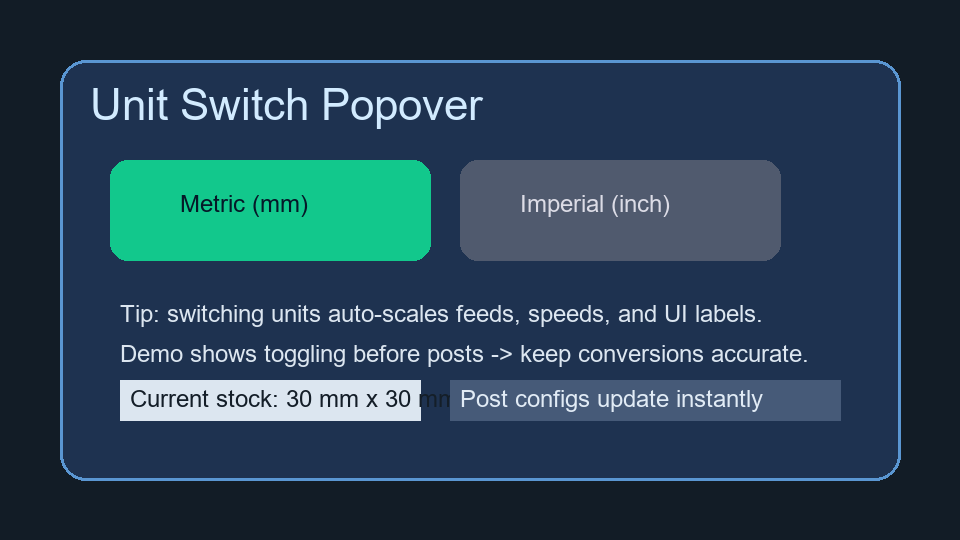 Unit Switch Popover
Metric (mm)
Imperial (inch)
Tip: switching units auto-scales feeds, speeds, and UI labels.
Demo shows toggling before posts -> keep conversions accurate.
Current stock: 30 mm x 30 mm
Post configs update instantly